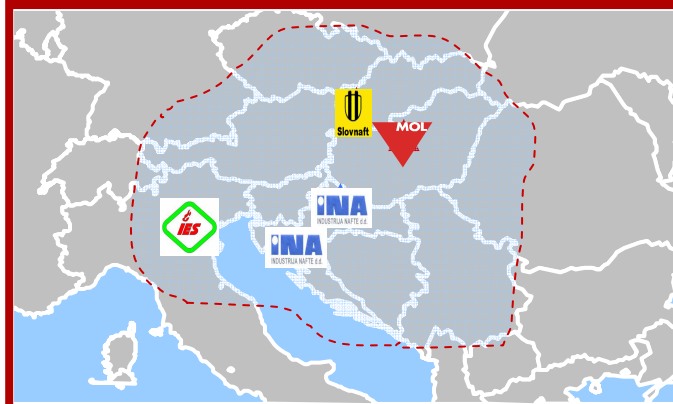 Slovnaft
MOL
INA
INDUSTRIJA NAFTE d.d.
IES
INA
INDUSTRIJA NAFTE d.d.